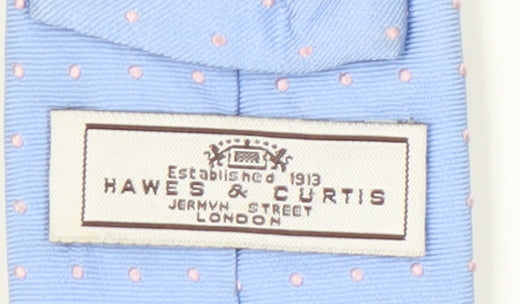 Established 1913
HAWES & CURTIS
JERMYN STREET
LONDON